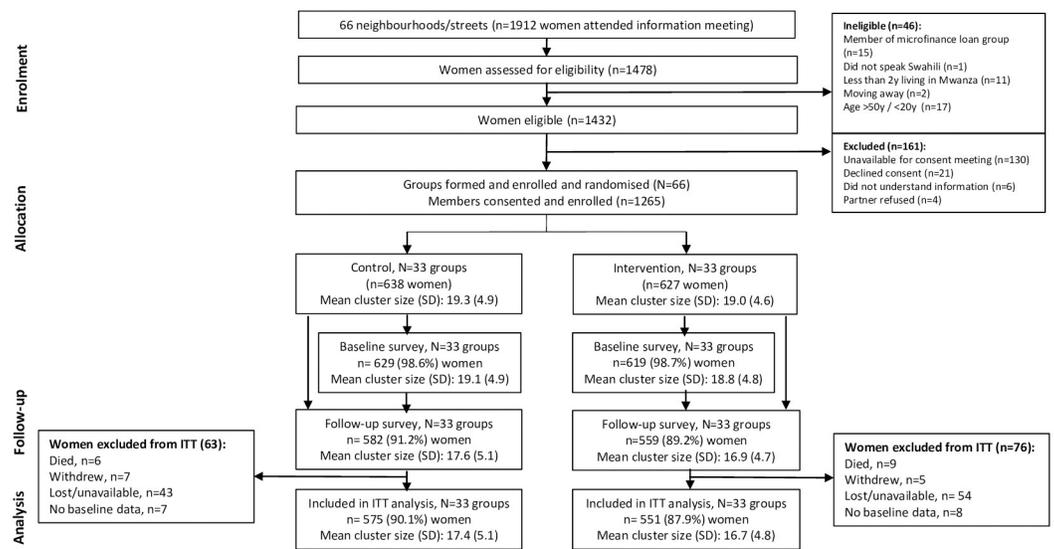 Enrolment
66 neighbourhoods/streets (n=1912 women attended information meeting)
Women assessed for eligibility (n=1478)
Women eligible (n=1432)
Ineligible (n=46):
Member of microfinance loan group
(n=15)
Did not speak Swahili (n=1)
Less than 2y living in Mwanza (n=11)
Moving away (n=2)
Age >50y / <20y (n=17)
Excluded (n=161):
Unavailable for consent meeting (n=130)
Declined consent (n=21)
Did not understand information (n=6)
Partner refused (n=4)
Allocation
Groups formed and enrolled and randomised (N=66)
Members consented and enrolled (n=1265)
Control, N=33 groups
(n=638 women)
Mean cluster size (SD): 19.3 (4.9)
Intervention, N=33 groups
(n=627 women)
Mean cluster size (SD): 19.0 (4.6)
Baseline survey, N=33 groups
n= 629 (98.6%) women
Mean cluster size (SD): 19.1 (4.9)
Baseline survey, N=33 groups
n=619 (98.7%) women
Mean cluster size (SD): 18.8 (4.8)
Follow-up
Follow-up survey, N=33 groups
n= 582 (91.2%) women
Mean cluster size (SD): 17.6 (5.1)
Follow-up survey, N=33 groups
n=559 (89.2%) women
Mean cluster size (SD): 16.9 (4.7)
Women excluded from ITT (63):
Died, n=6
Withdrew, n=7
Lost/unavailable, n=43
No baseline data, n=7
Women excluded from ITT (n=76):
Died, n=9
Withdrew, n=5
Lost/unavailable, n= 54
No baseline data, n=8
Analysis
Included in ITT analysis, N=33 groups
n= 575 (90.1%) women
Mean cluster size (SD): 17.4 (5.1)
Included in ITT analysis, N=33 groups
n= 551 (87.9%) women
Mean cluster size (SD): 16.7 (4.8)